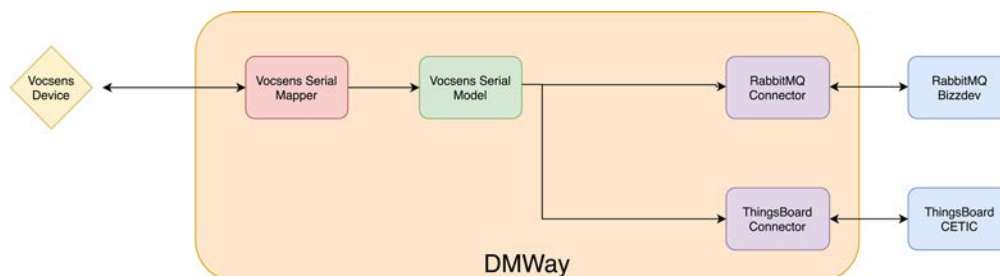 Vocsens
Device
Vocsens Serial
Mapper
Vocsens Serial
Model
RabbitMQ
Connector
RabbitMQ
Bizzdev
ThingsBoard
Connector
ThingsBoard
CETIC
DMWay